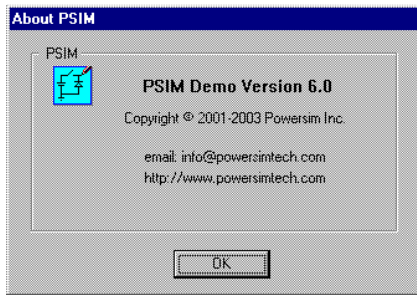 About PSIM
PSIM
PSIM Demo Version 6.0
Copyright © 2001-2003 Powersim Inc.
email: info@powersimtech.com
http://www.powersimtech.com
OK